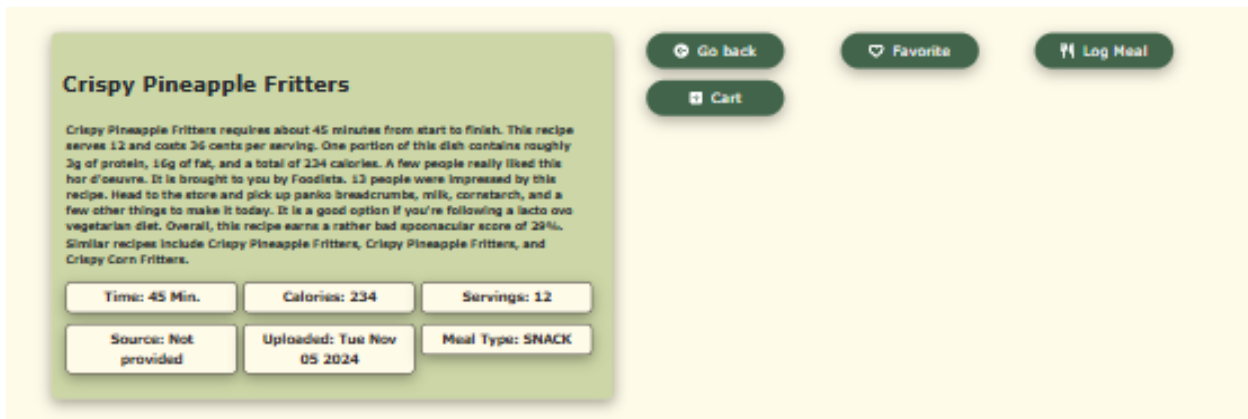 Crispy Pineapple Fritters
Crispy Pineapple Fritters requires about 45 minutes from start to finish. This recipe
serves 12 and costs 36 cents per serving. One portion of this dish contains roughly
3g of protein, 16g of fat, and a total of 234 calories. A few people really liked this
hor d'oeuvre. It is brought to you by Foodista. 13 people were impressed by this
recipe. Head to the store and pick up panko breadcrumbs, milk, cornstarch, and a
few other things to make it today. It is a good option if you're following a lacto ovo
vegetarian diet. Overall, this recipe earns a rather bad spoonacular score of 29%.
Similar recipes include Crispy Pineapple Fritters, Crispy Pineapple Fritters, and
Crispy Corn Fritters.
Time: 45 Min.
Calories: 234
Servings: 12
Source: Not
provided
Uploaded: Tue Nov
05 2024
Meal Type: SNACK
Go back
Favorite
Log Meal
Cart